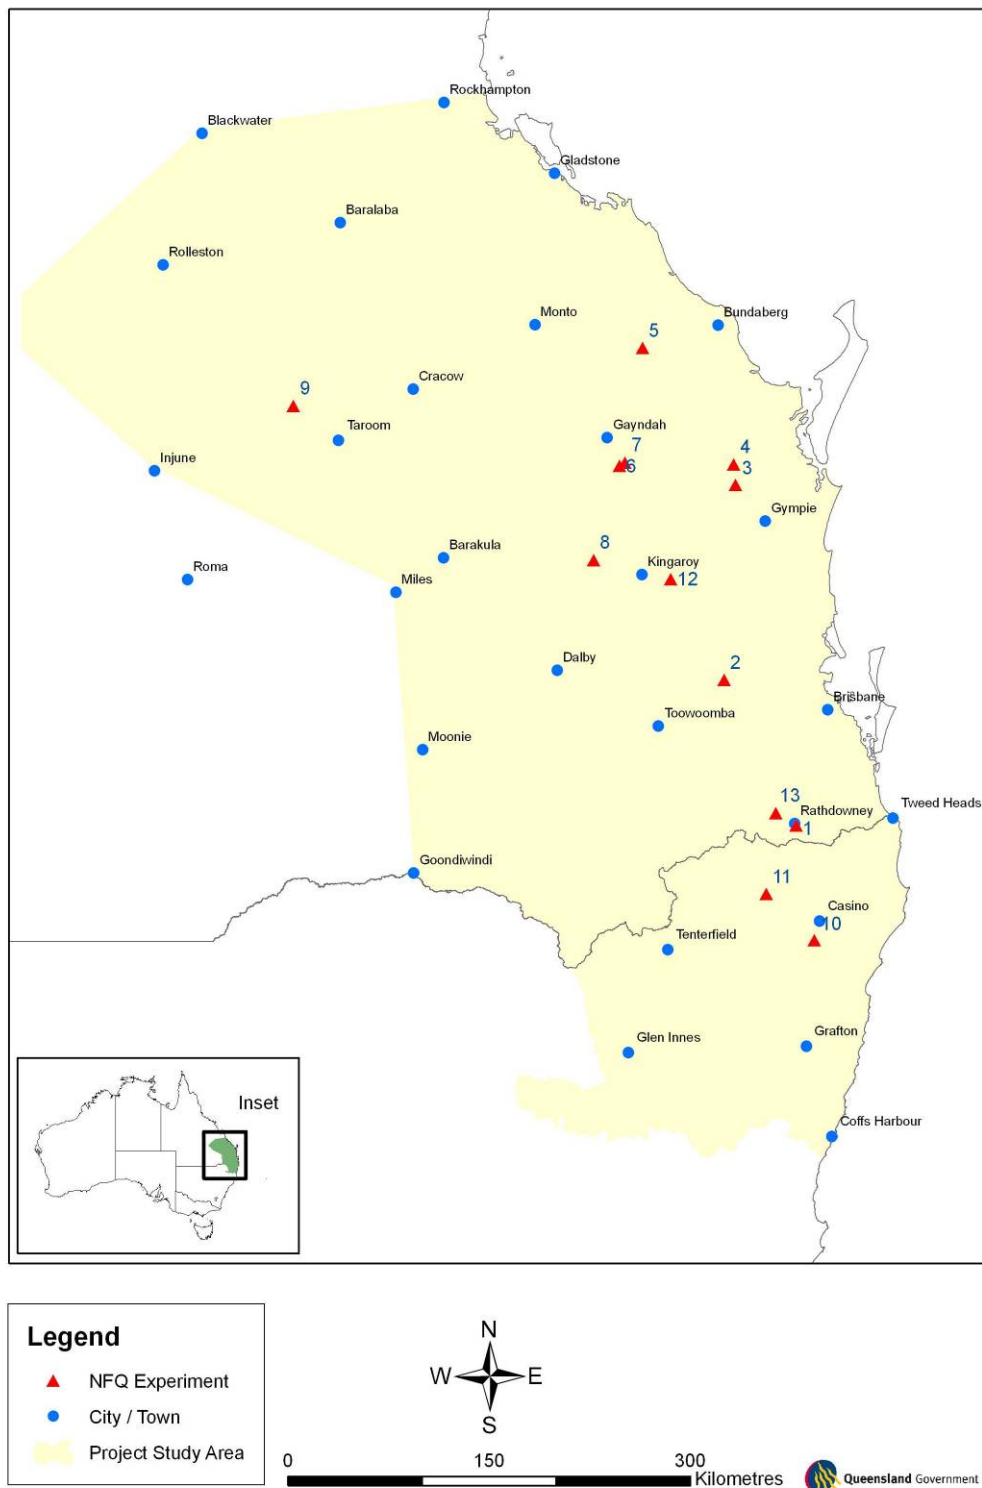 Rockhampton
Blackwater
Gladstone
Baralaba
Rolleston
Monto
Bundaberg
5
Cracow
9
Taroom
Gayndah
7
6
4
3
Injune
Gympie
Barakula
8
Kingaroy
12
Roma
Miles
Dalby
2
Brisbane
Toowoomba
Moonie
13
Rathdowney
1
Tweed Heads
Goondiwindi
11
Casino
10
Tenterfield
Glen Innes
Grafton
Coffs Harbour
Inset
Legend
NFQ Experiment
City / Town
Project Study Area
N
W E
S
0 150 300
Kilometres
Queensland Government